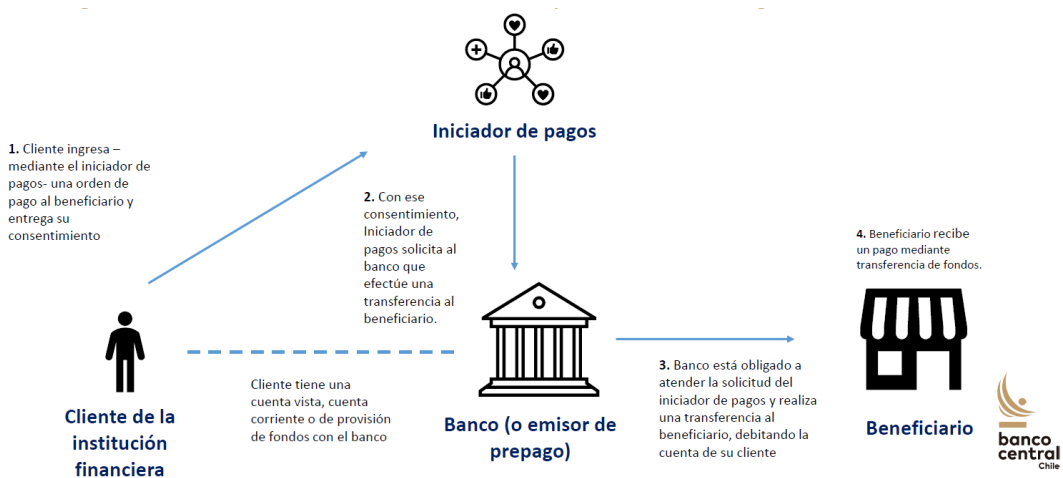 Iniciador de pagos
1. Cliente ingresa –
mediante el iniciador de
pagos- una orden de
pago al beneficiario y
entrega su
consentimiento
2. Con ese
consentimiento,
Iniciador de
pagos solicita al
banco que
efectúe una
transferencia al
beneficiario.
4. Beneficiario recibe
un pago mediante
transferencia de fondos.
Cliente tiene una
cuenta vista, cuenta
corriente o de provisión
de fondos con el banco
3. Banco está obligado a
atender la solicitud del
iniciador de pagos y realiza
una transferencia al
beneficiario, debitando la
cuenta de su cliente
Cliente de la
institución
financiera
Banco (o emisor de
prepago)
Beneficiario
banco
central
Chile